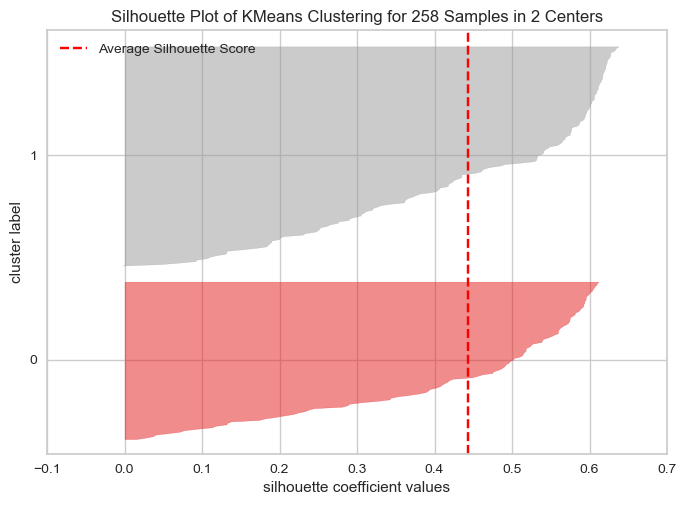 Silhouette Plot of KMeans Clustering for 258 Samples in 2 Centers
Average Silhouette Score
1
cluster label
0
−0.1 0.0 0.1 0.2 0.3 0.4 0.5 0.6 0.7
silhouette coefficient values